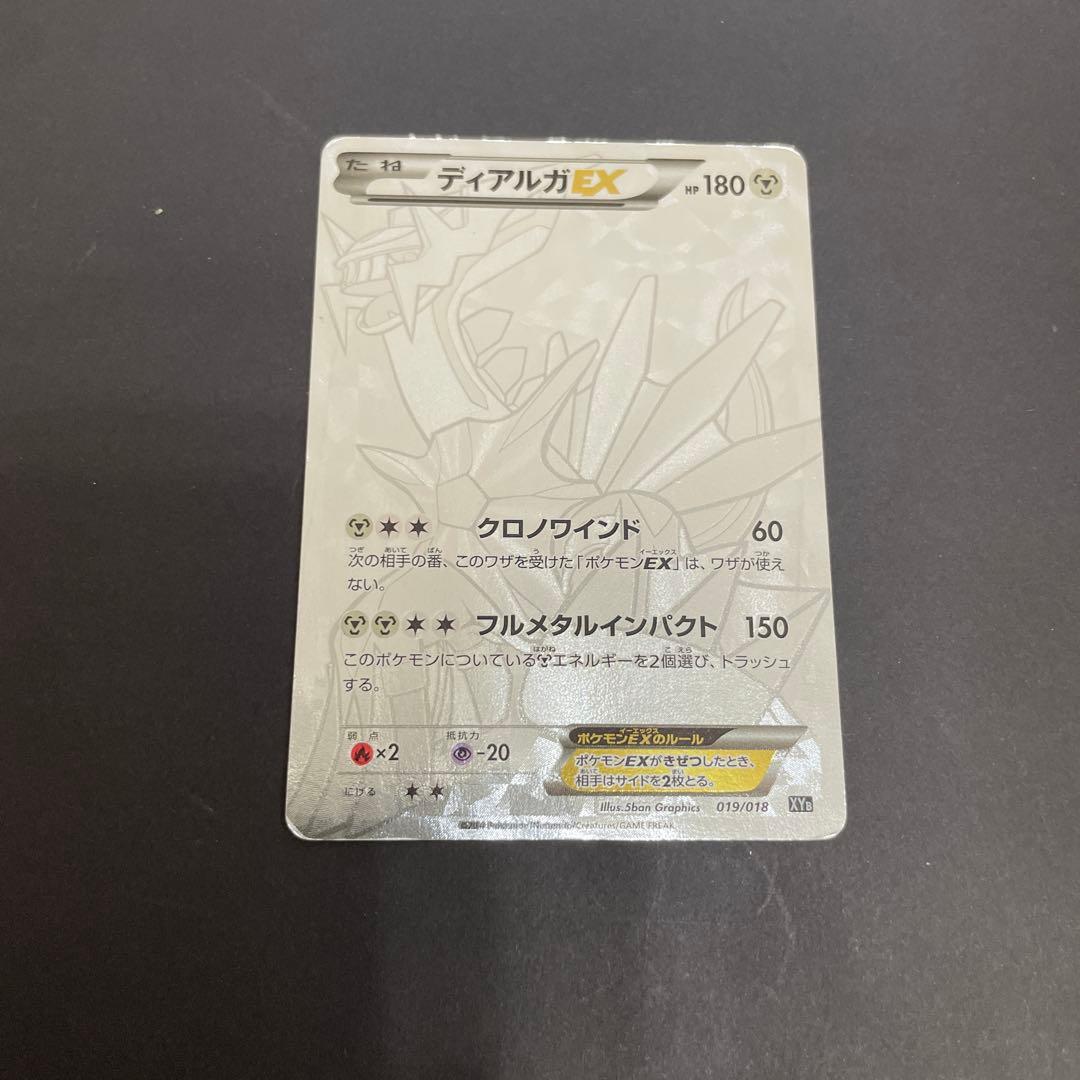 たね
ディアルガEX
HP 180
クロノワインド 60
次の相手の番、このワザを受けた「ポケモンEX」は、ワザが使え
ない。
フルメタルインパクト 150
このポケモンについているエネルギーを2個選び、トラッシュ
する。
弱点 抵抗力
×2 -20
ポケモンEXのルール
ポケモンEXがきぜつしたとき、
相手はサイドを2枚とる。
にげる
Illus.5ban Graphics 019/018 XYB
/Creatures/GAME FREAK